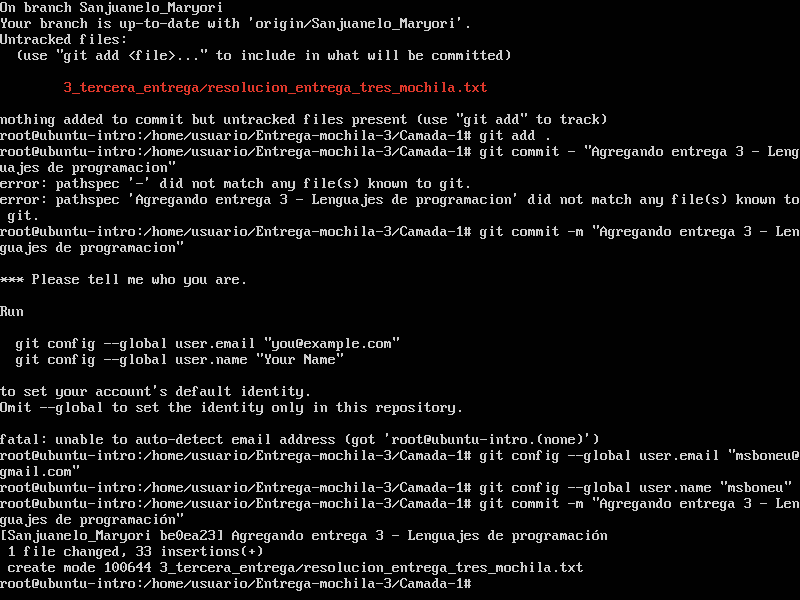 On branch Sanjuanelo_Maryori
Your branch is up-to-date with 'origin/Sanjuanelo_Maryori'.
Untracked files:
  (use "git add <file>..." to include in what will be committed)

        3_tercera_entrega/resolucion_entrega_tres_mochila.txt

nothing added to commit but untracked files present (use "git add" to track)
root@ubuntu-intro:/home/usuario/Entrega-mochila-3/Camada-1# git add .
root@ubuntu-intro:/home/usuario/Entrega-mochila-3/Camada-1# git commit - "Agregando entrega 3 - Leng
uajes de programacion"
error: pathspec '-' did not match any file(s) known to git.
error: pathspec 'Agregando entrega 3 - Lenguajes de programacion' did not match any file(s) known to
 git.
root@ubuntu-intro:/home/usuario/Entrega-mochila-3/Camada-1# git commit -m "Agregando entrega 3 - Len
guajes de programacion"

*** Please tell me who you are.

Run

  git config --global user.email "you@example.com"
  git config --global user.name "Your Name"

to set your account's default identity.
Omit --global to set the identity only in this repository.

fatal: unable to auto-detect email address (got 'root@ubuntu-intro.(none)')
root@ubuntu-intro:/home/usuario/Entrega-mochila-3/Camada-1# git config --global user.email "msboneu@
gmail.com"
root@ubuntu-intro:/home/usuario/Entrega-mochila-3/Camada-1# git config --global user.name "msboneu"
root@ubuntu-intro:/home/usuario/Entrega-mochila-3/Camada-1# git commit -m "Agregando entrega 3 - Len
guajes de programación"
[Sanjuanelo_Maryori be0ea23] Agregando entrega 3 - Lenguajes de programación
 1 file changed, 33 insertions(+)
 create mode 100644 3_tercera_entrega/resolucion_entrega_tres_mochila.txt
root@ubuntu-intro:/home/usuario/Entrega-mochila-3/Camada-1#